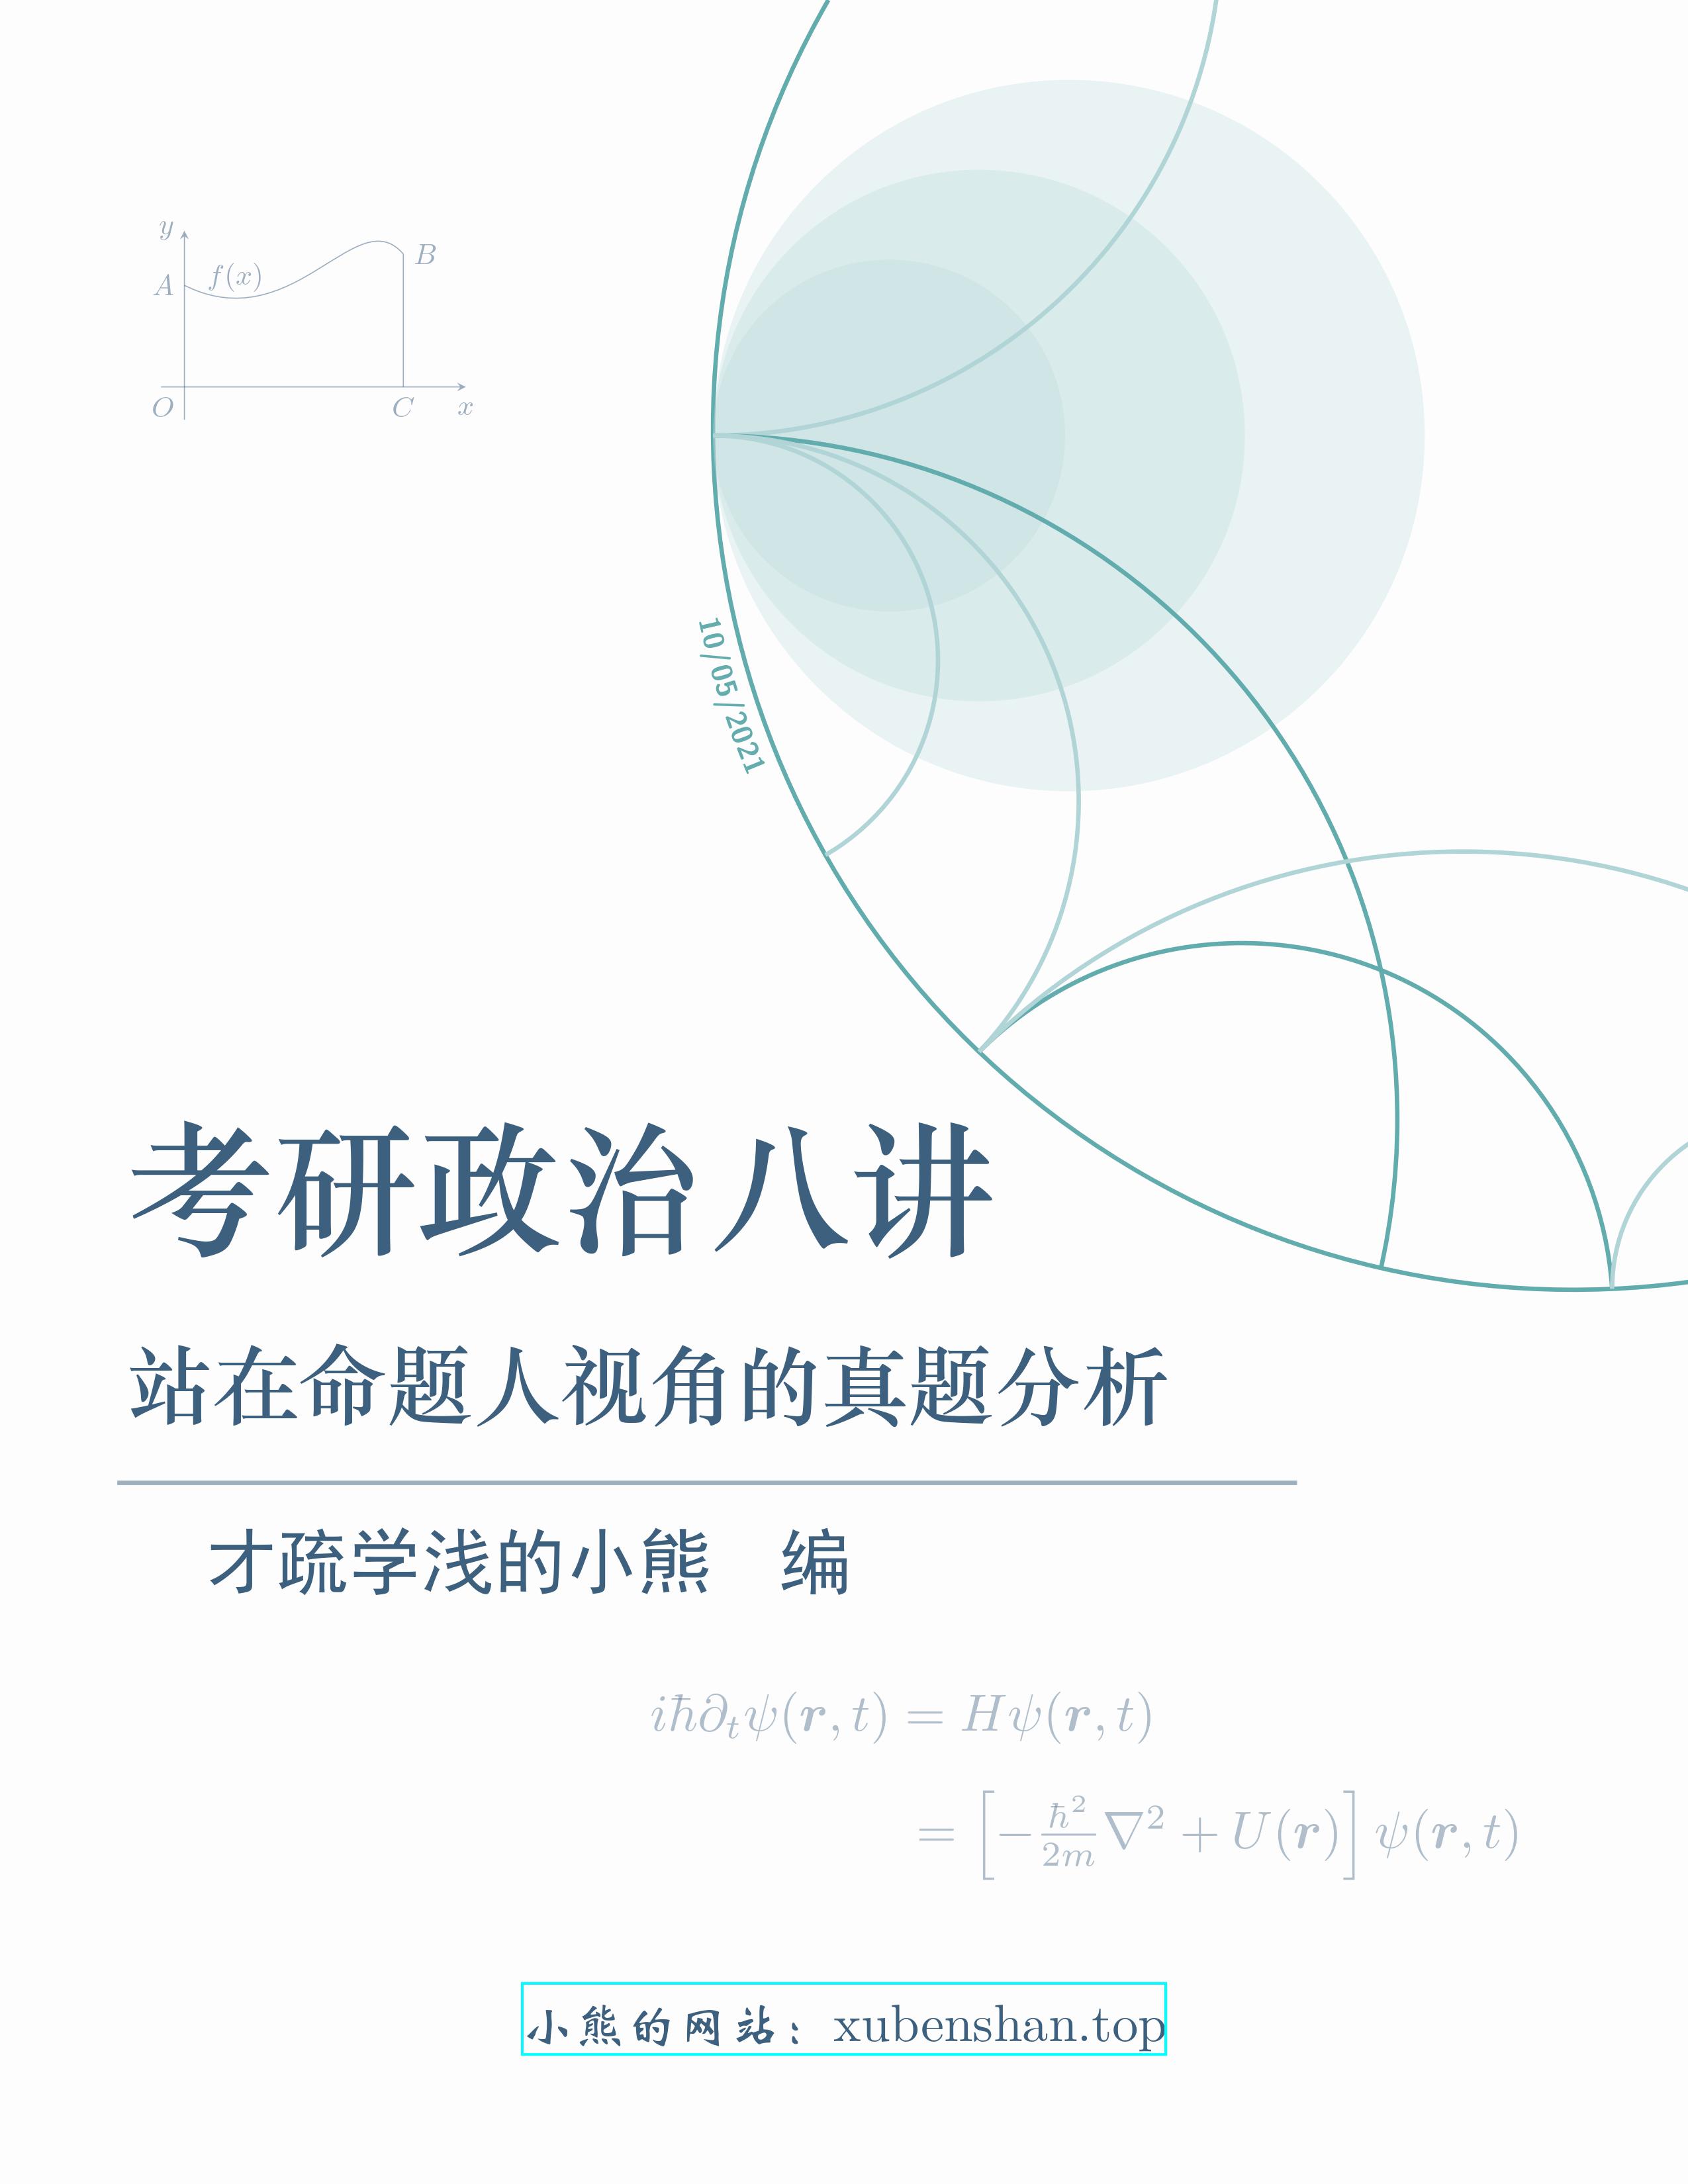 y
A
f(x)
B
O
C
x
10/05/2021
考研政治八讲
站在命题人视角的真题分析
才疏学浅的小熊 编
iℏ∂ₜψ(r, t) = Hψ(r, t)
= [−ℏ²/2m ∇² + U(r)] ψ(r, t)
小熊的网站：xubenshan.top